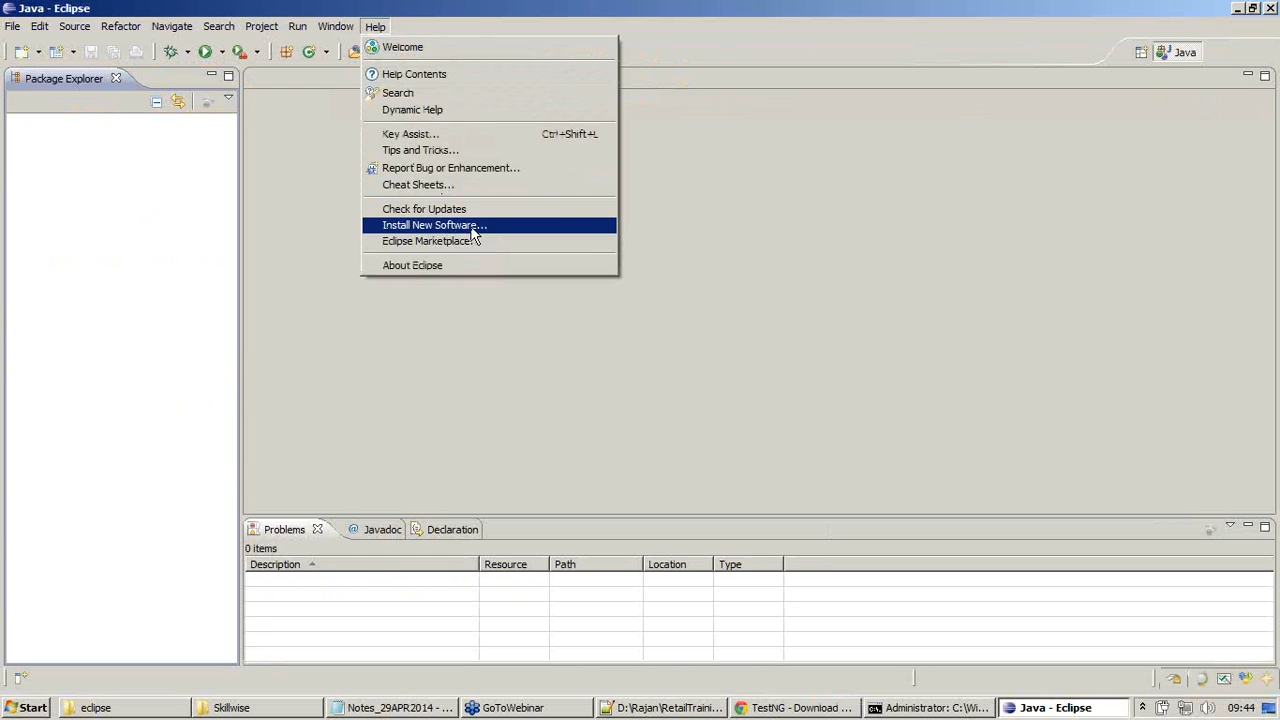 Java - Eclipse
File Edit Source Refactor Navigate Search Project Run Window Help
Java
Package Explorer
Welcome
Help Contents
Search
Dynamic Help
Key Assist... Ctrl+Shift+L
Tips and Tricks...
Report Bug or Enhancement...
Cheat Sheets...
Check for Updates
Install New Software...
Eclipse Marketplace...
About Eclipse
Problems Javadoc Declaration
0 items
Description Resource Path Location Type
Start eclipse Skillwise Notes_29APR2014 - ... GoToWebinar D:\Rajan\RetailTraini... TestNG - Download ... Administrator: C:\Wi... Java - Eclipse 09:44